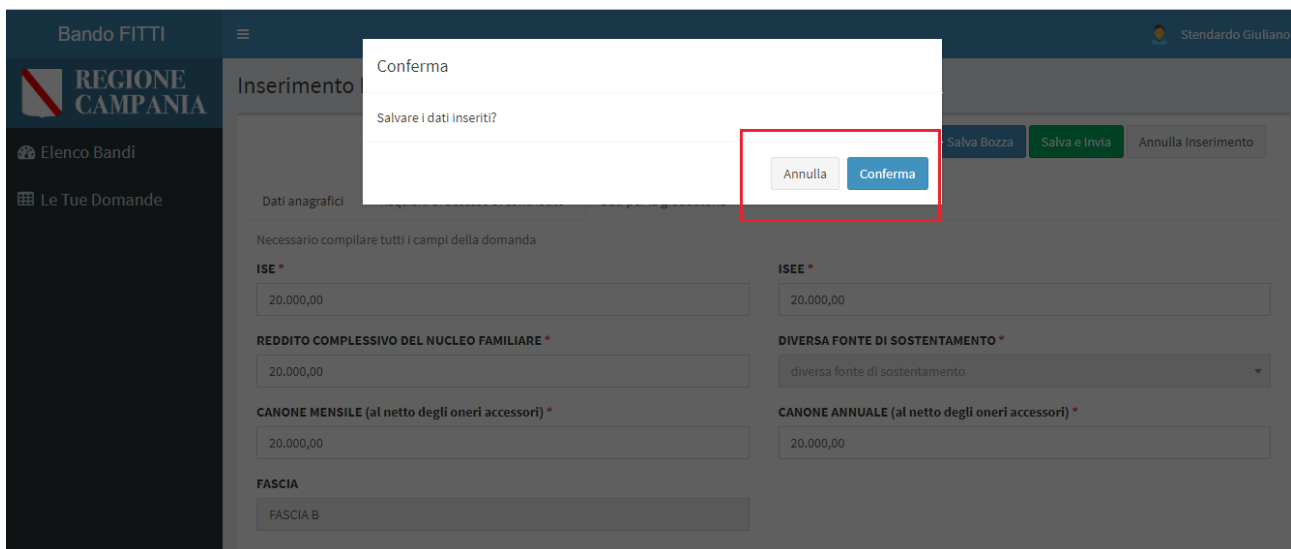 Bando FITTI
Stendardo Giuliano
REGIONE
CAMPANIA
Inserimento
Conferma
Salvare i dati inseriti?
Annulla
Conferma
Salva Bozza
Salva e Invia
Annulla Inserimento
Elenco Bandi
Le Tue Domande
Dati anagrafici
Necessario compilare tutti i campi della domanda
ISE *
ISEE *
20.000,00
20.000,00
REDDITO COMPLESSIVO DEL NUCLEO FAMILIARE *
DIVERSA FONTE DI SOSTENTAMENTO *
20.000,00
diversa fonte di sostentamento
CANONE MENSILE (al netto degli oneri accessori) *
CANONE ANNUALE (al netto degli oneri accessori) *
20.000,00
20.000,00
FASCIA
FASCIA B